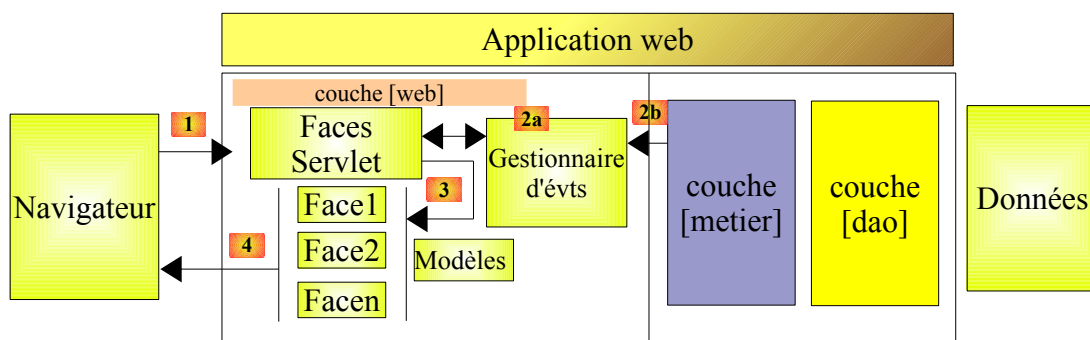 Application web
couche [web]
1
2a
2b
Faces
Servlet
Gestionnaire
d'évts
Navigateur
3
Face1
Face2
Facen
4
Modèles
couche
[metier]
couche
[dao]
Données